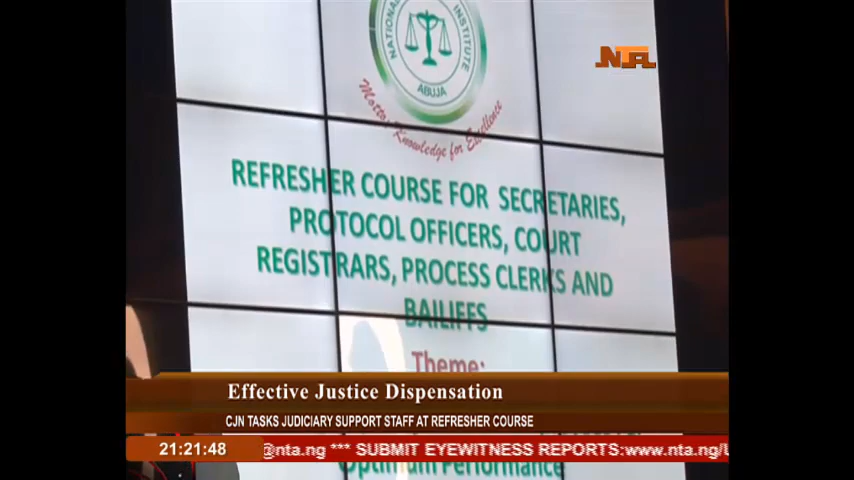 NATIONAL
INSTITUTE
ABUJA
Motto: Knowledge for Excellence
NTA
REFRESHER COURSE FOR SECRETARIES,
PROTOCOL OFFICERS, COURT
REGISTRARS, PROCESS CLERKS AND
BAILIFFS
Theme:
Effective Justice Dispensation
CJN TASKS JUDICIARY SUPPORT STAFF AT REFRESHER COURSE
21:21:48
@nta.ng *** SUBMIT EYEWITNESS REPORTS:www.nta.ng/
Optimum Performance